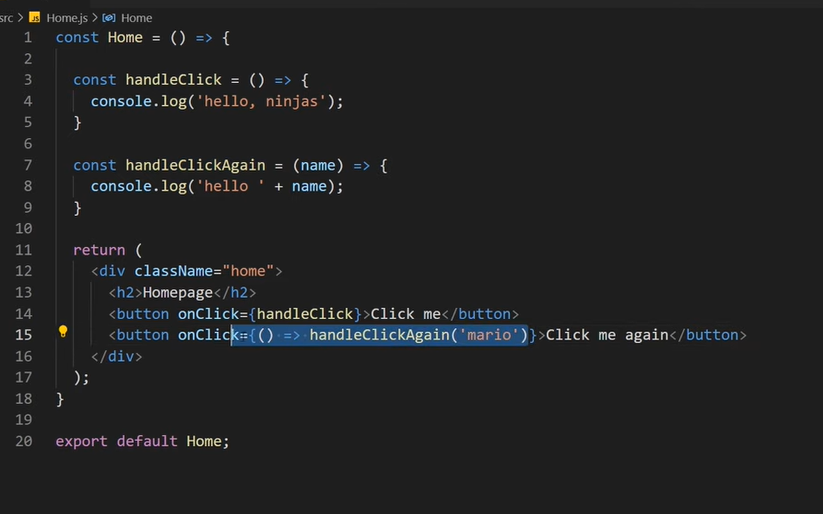 src > JS Home.js > Home
1 const Home = () => {
2
3 const handleClick = () => {
4 console.log('hello, ninjas');
5 }
6
7 const handleClickAgain = (name) => {
8 console.log('hello ' + name);
9 }
10
11 return (
12 <div className="home">
13 <h2>Homepage</h2>
14 <button onClick={handleClick}>Click me</button>
15 <button onClick={() => handleClickAgain('mario')}>Click me again</button>
16 </div>
17 );
18 }
19
20 export default Home;